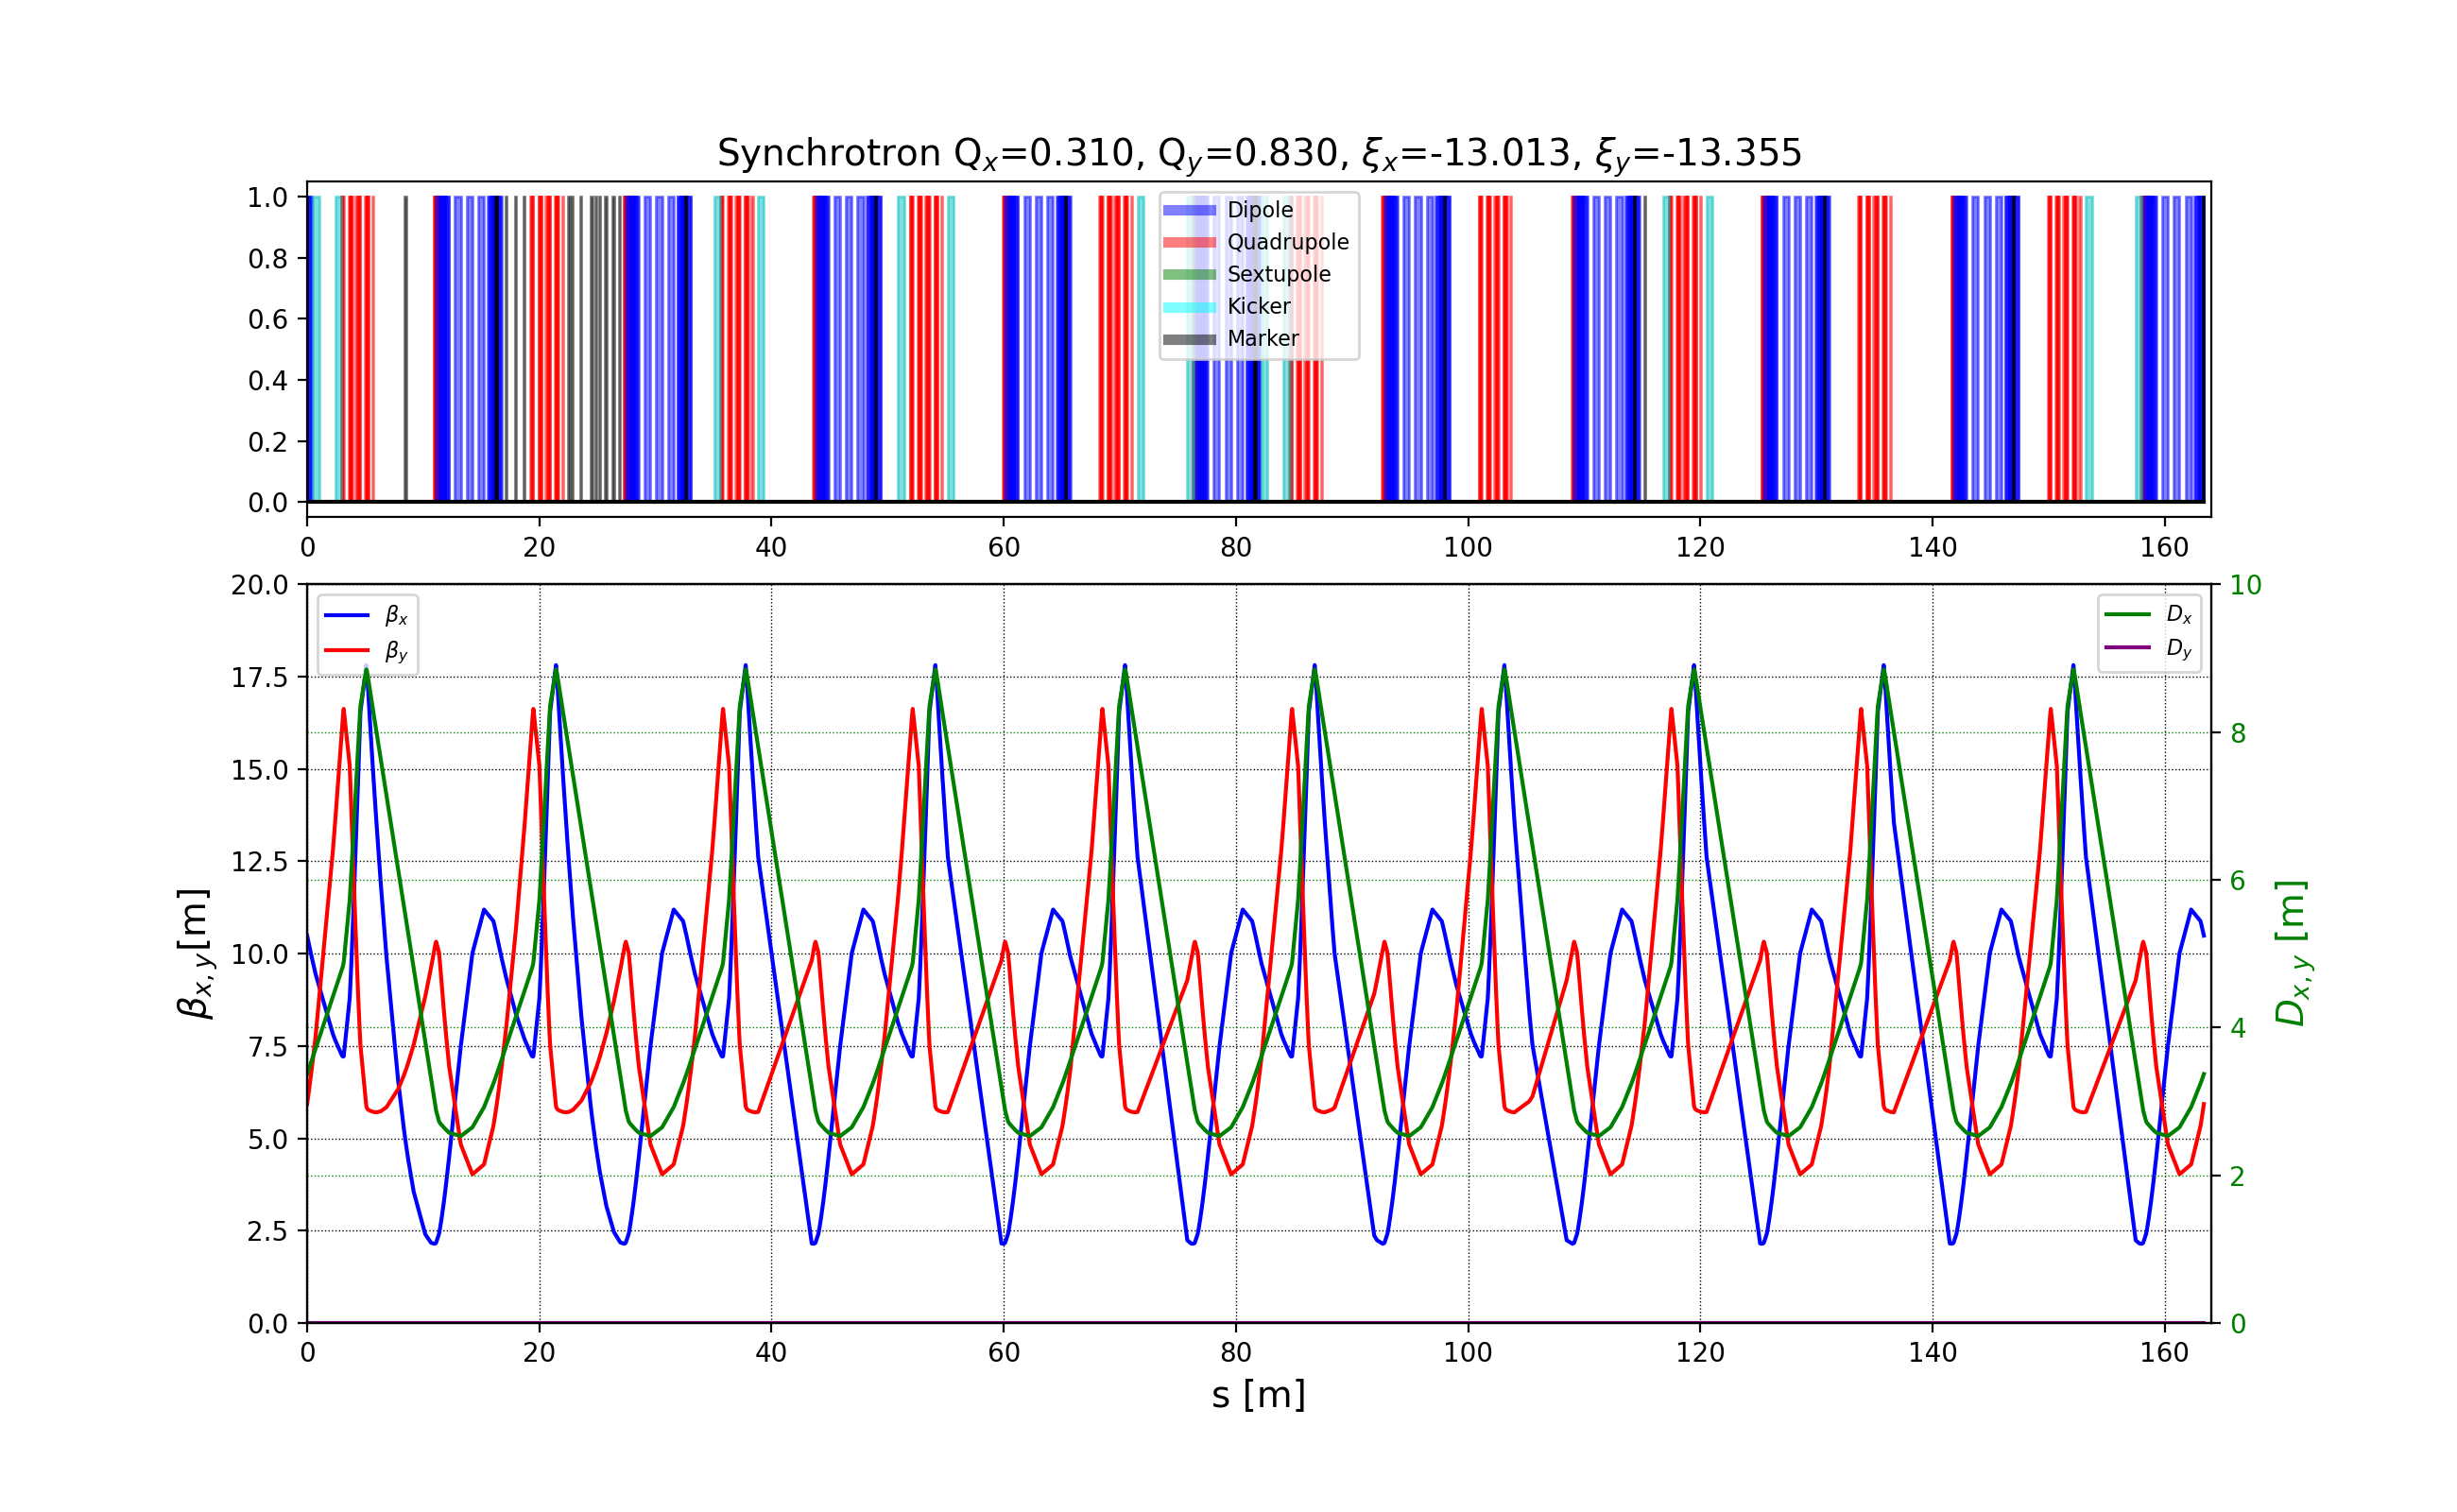 Synchrotron Qx=0.310, Qy=0.830, ξx=-13.013, ξy=-13.355
1.0
0.8
0.6
0.4
0.2
0.0
Dipole
Quadrupole
Sextupole
Kicker
Marker
0 20 40 60 80 100 120 140 160
20.0
17.5
15.0
12.5
10.0
7.5
5.0
2.5
0.0
βx,y[m]
βx
βy
Dx
Dy
10
8
6
4
2
0
Dx,y [m]
0 20 40 60 80 100 120 140 160
s [m]